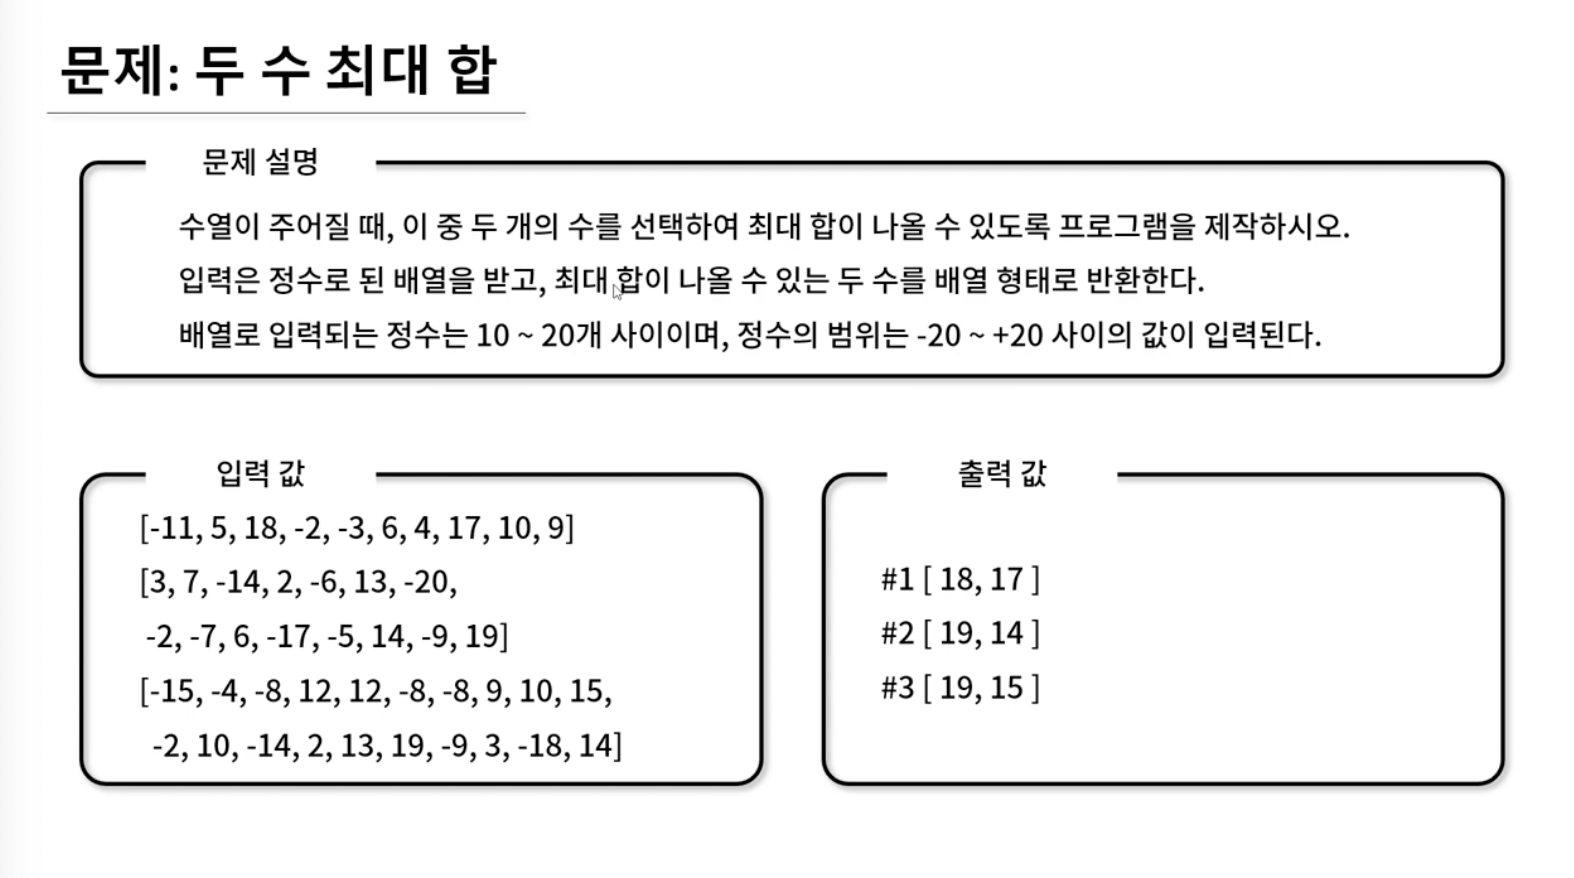 문제: 두 수 최대 합
문제 설명
수열이 주어질 때, 이 중 두 개의 수를 선택하여 최대 합이 나올 수 있도록 프로그램을 제작하시오.
입력은 정수로 된 배열을 받고, 최대 합이 나올 수 있는 두 수를 배열 형태로 반환한다.
배열로 입력되는 정수는 10 ~ 20개 사이이며, 정수의 범위는 -20 ~ +20 사이의 값이 입력된다.
입력 값
[-11, 5, 18, -2, -3, 6, 4, 17, 10, 9]
[3, 7, -14, 2, -6, 13, -20,
-2, -7, 6, -17, -5, 14, -9, 19]
[-15, -4, -8, 12, 12, -8, -8, 9, 10, 15,
-2, 10, -14, 2, 13, 19, -9, 3, -18, 14]
출력 값
#1 [ 18, 17 ]
#2 [ 19, 14 ]
#3 [ 19, 15 ]